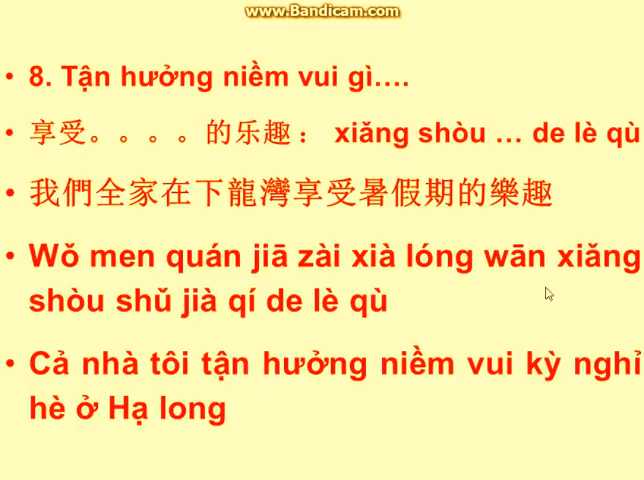 www.Bandicam.com
• 8. Tận hưởng niềm vui gì….
• 享受。。。。的乐趣： xiǎng shòu … de lè qù
• 我們全家在下龍灣享受暑假期的樂趣
• Wǒ men quán jiā zài xià lóng wān xiǎng
shòu shǔ jià qí de lè qù
• Cả nhà tôi tận hưởng niềm vui kỳ nghỉ
hè ở Hạ long